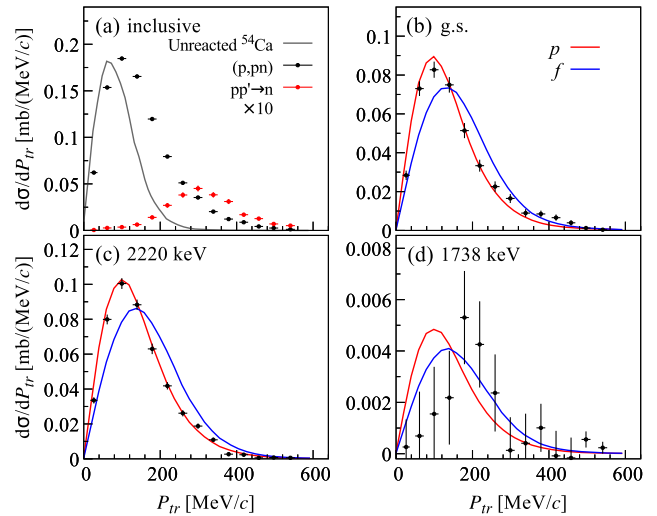 (a) inclusive
Unreacted ⁵⁴Ca
(p,pn)
pp'→n
×10
0.2
0.15
0.1
0.05
0
dσ/dP_tr [mb/(MeV/c)]
(b) g.s.
p
f
0.1
0.08
0.06
0.04
0.02
0
(c) 2220 keV
0.12
0.1
0.08
0.06
0.04
0.02
0
dσ/dP_tr [mb/(MeV/c)]
0 200 400 600
P_tr [MeV/c]
(d) 1738 keV
0.006
0.004
0.002
0.000
0 200 400 600
P_tr [MeV/c]